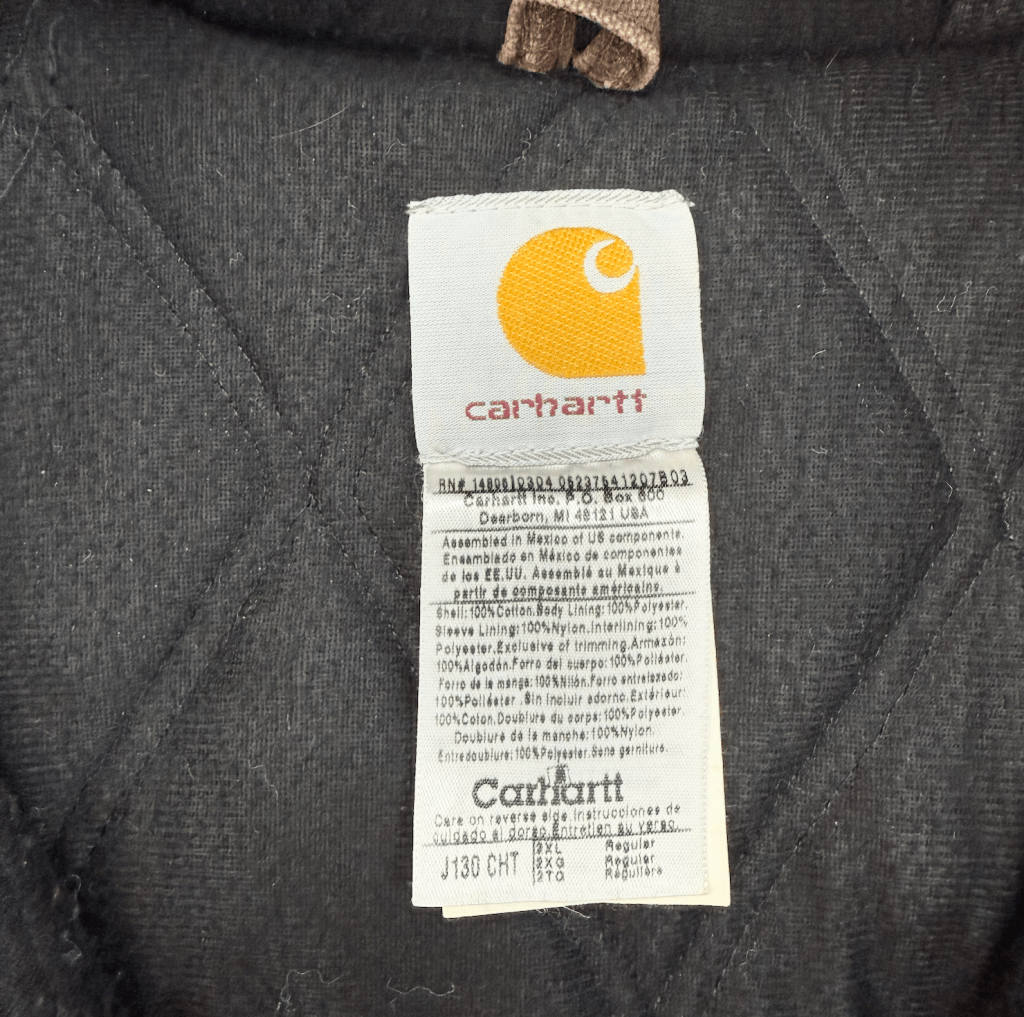 carhartt
RN# 14806 0304 05237541207B03
Carhartt Inc. P.O. Box 600
Dearborn, MI 48121 USA
Assembled in Mexico of US components.
Ensamblado en México de componentes
de los EE.UU. Assemblé au Mexique à
partir de composants américains.
Shell:100%Cotton.Body Lining:100%Polyester.
Sleeve Lining:100%Nylon.Interlining:100%
Polyester.Exclusive of trimming.Armazón:
100%Algodón.Forro del cuerpo:100%Poliéster.
Forro de la manga:100%Nilón.Forro entrelazado:
100%Poliéster .Sin incluir adorno.Extérieur:
100%Coton.Doublure du corps:100%Polyester.
Doublure de la manche:100%Nylon.
Entredoublure:100%Polyester.Sans garniture.
Carhartt
Care on reverse side.Instrucciones de
cuidado al dorso.Entretien au verso.
J130 CHT 2XL Regular
2XG Regular
2TG Régulière